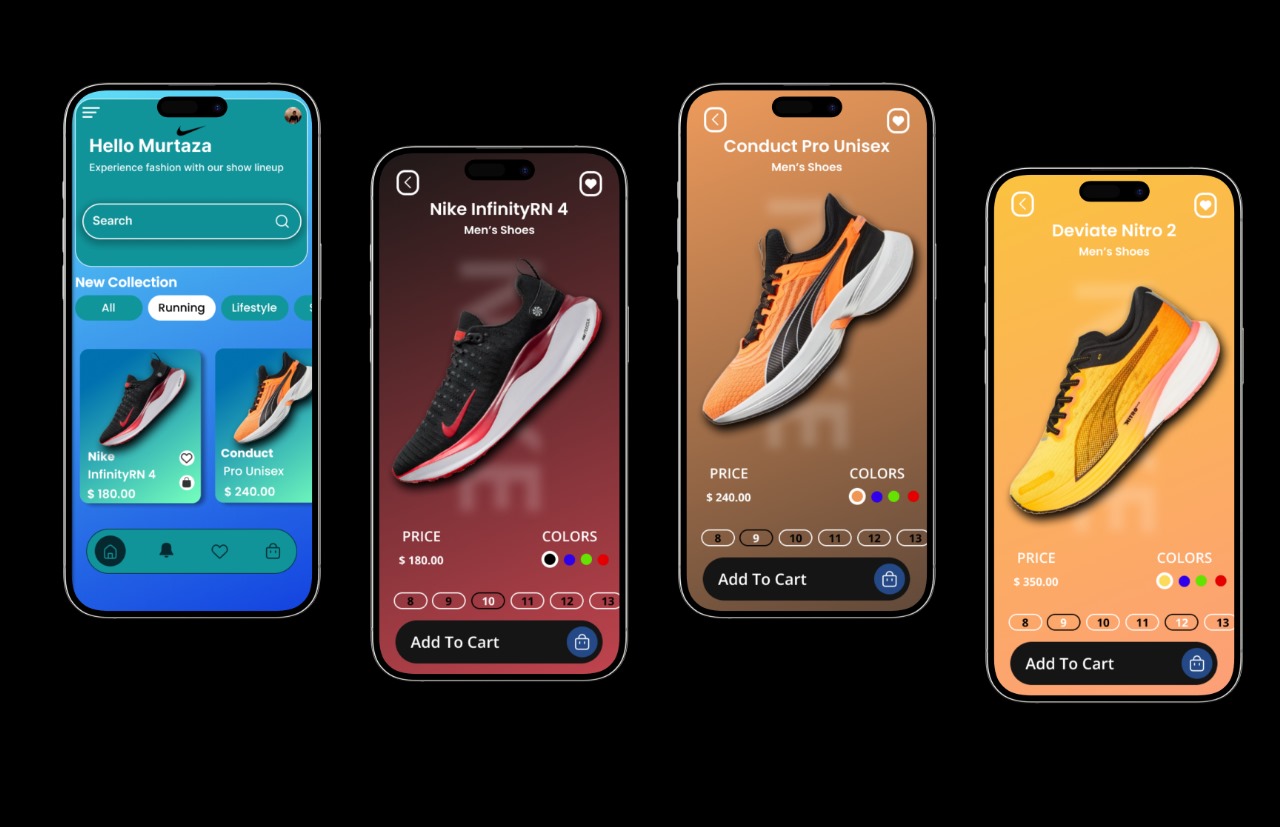 Hello Murtaza
Experience fashion with our show lineup
Search
New Collection
All
Running
Lifestyle
S
Nike
InfinityRN 4
$ 180.00
Conduct
Pro Unisex
$ 240.00
Nike InfinityRN 4
Men's Shoes
NIKE
PRICE
COLORS
$ 180.00
8 9 10 11 12 13
Add To Cart
Conduct Pro Unisex
Men's Shoes
NIKE
PRICE
COLORS
$ 240.00
8 9 10 11 12 13
Add To Cart
Deviate Nitro 2
Men's Shoes
NIKE
NITRO
PRICE
COLORS
$ 350.00
8 9 10 11 12 13
Add To Cart